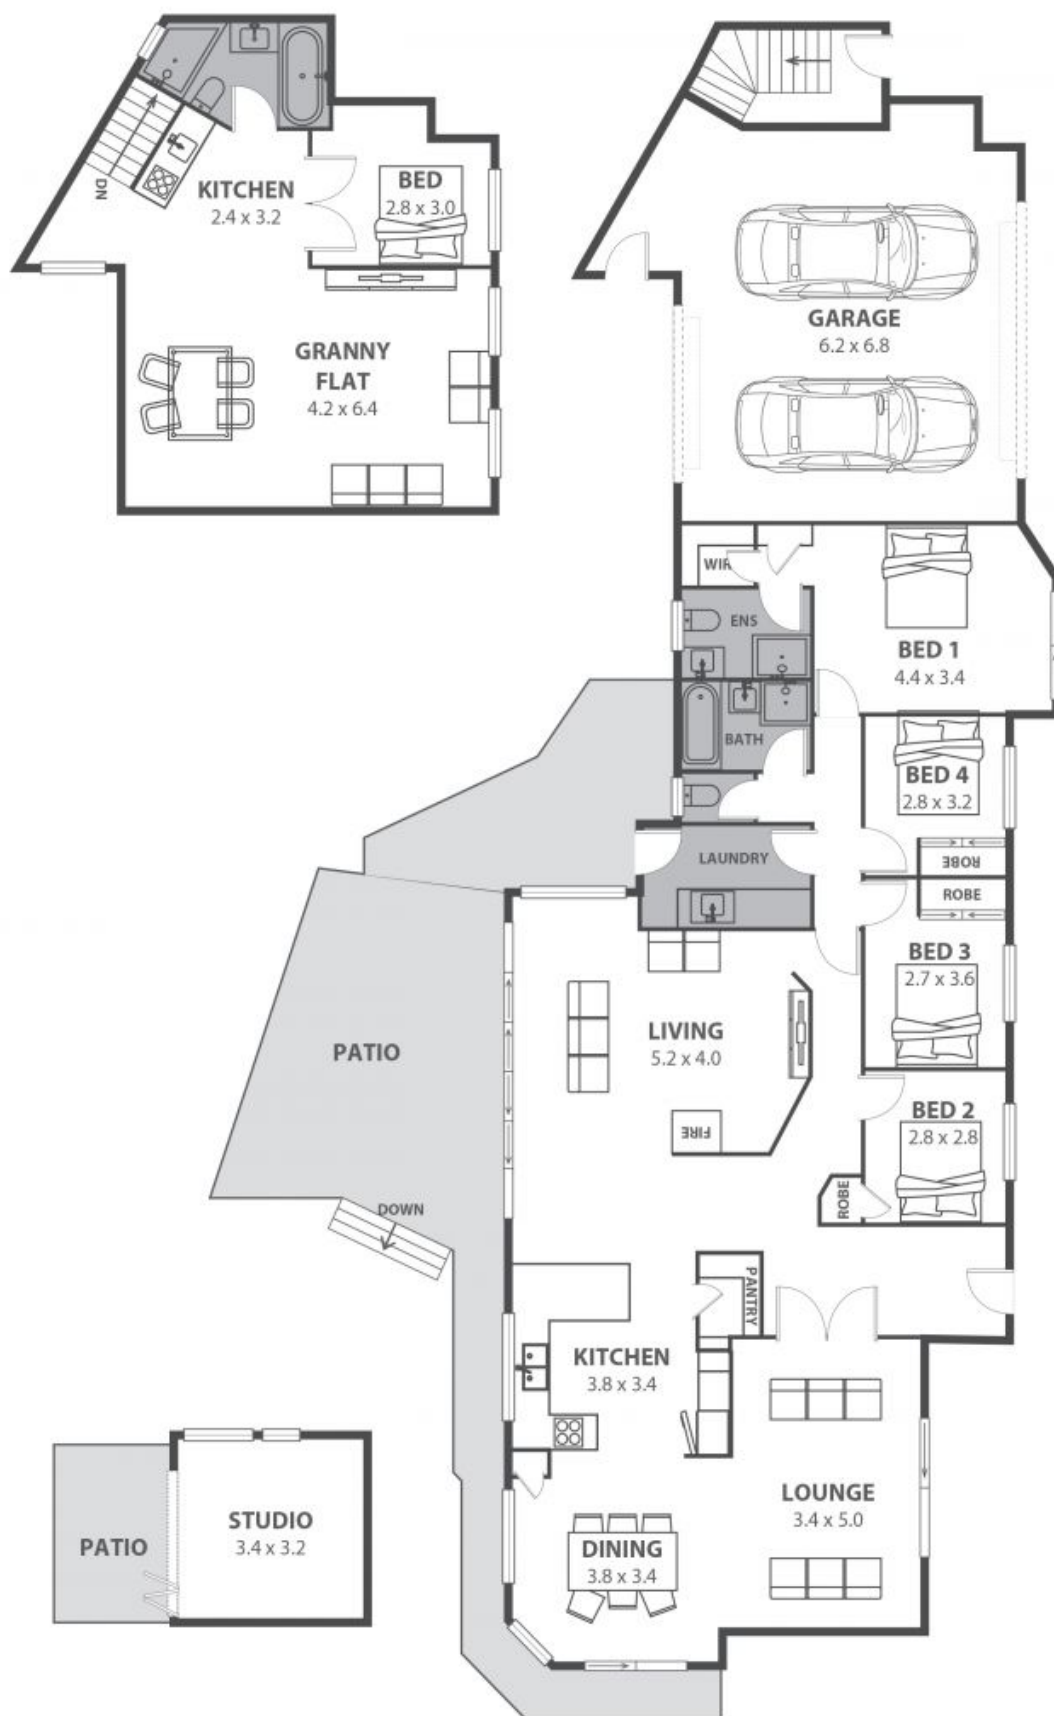 KITCHEN
2.4 x 3.2
BED
2.8 x 3.0
DN
GRANNY
FLAT
4.2 x 6.4
GARAGE
6.2 x 6.8
WIR
ENS
BED 1
4.4 x 3.4
BATH
BED 4
2.8 x 3.2
ROBE
LAUNDRY
ROBE
BED 3
2.7 x 3.6
LIVING
5.2 x 4.0
PATIO
FIRE
BED 2
2.8 x 2.8
ROBE
DOWN
PANTRY
KITCHEN
3.8 x 3.4
LOUNGE
3.4 x 5.0
DINING
3.8 x 3.4
STUDIO
3.4 x 3.2
PATIO